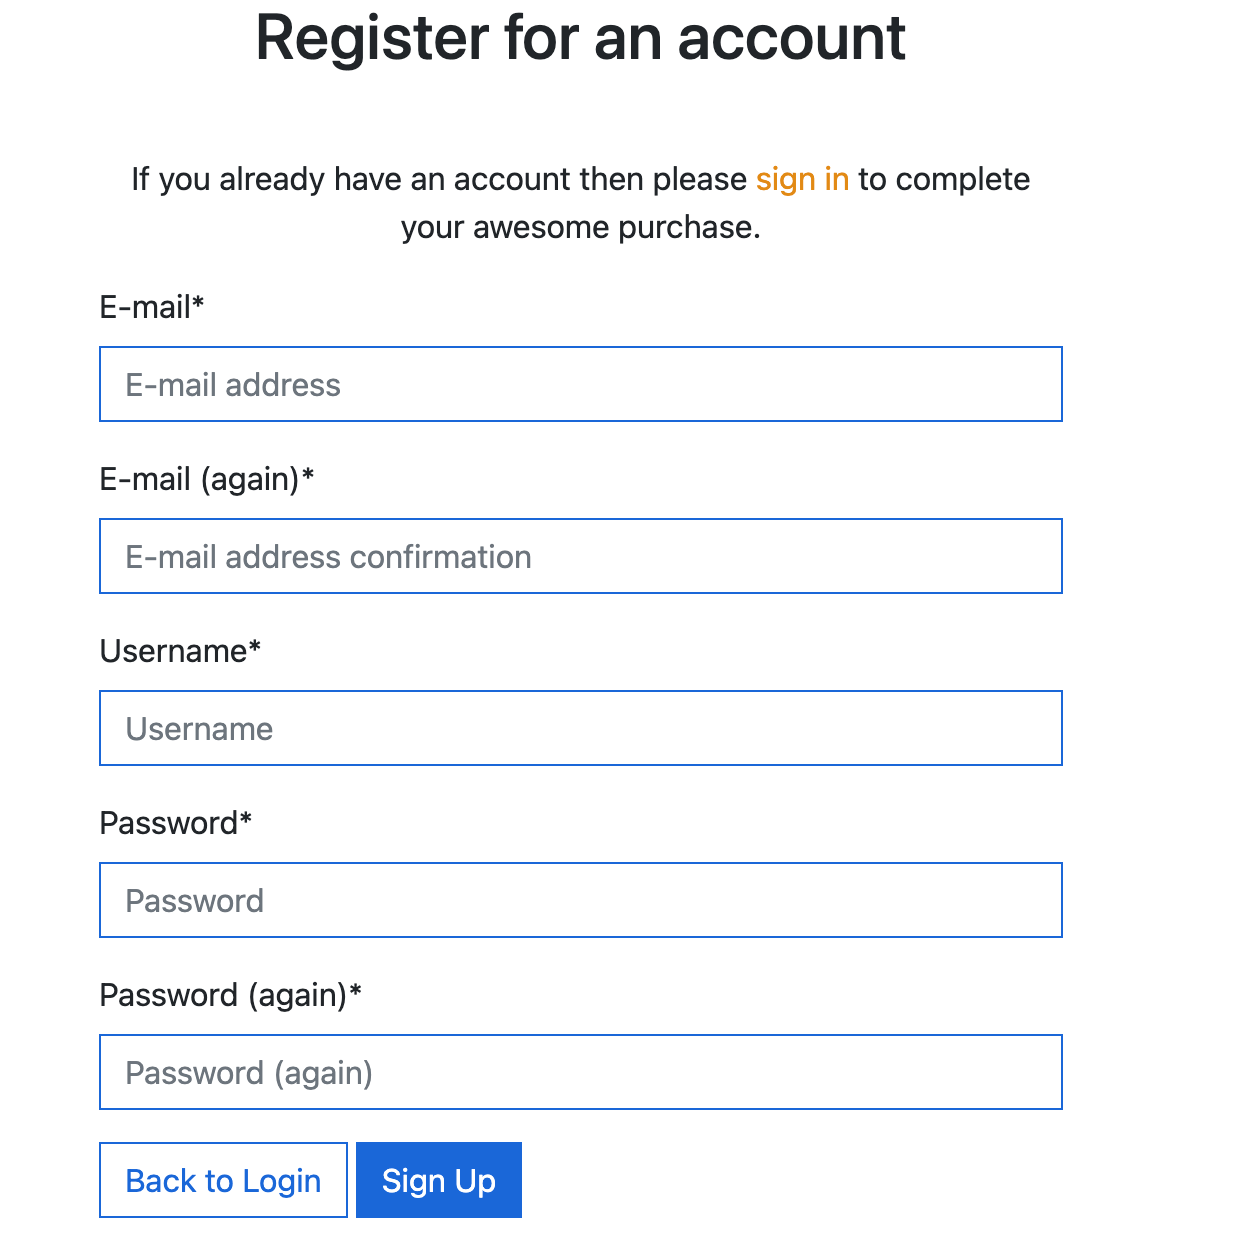 Register for an account
If you already have an account then please sign in to complete
your awesome purchase.
E-mail*
E-mail address
E-mail (again)*
E-mail address confirmation
Username*
Username
Password*
Password
Password (again)*
Password (again)
Back to Login Sign Up